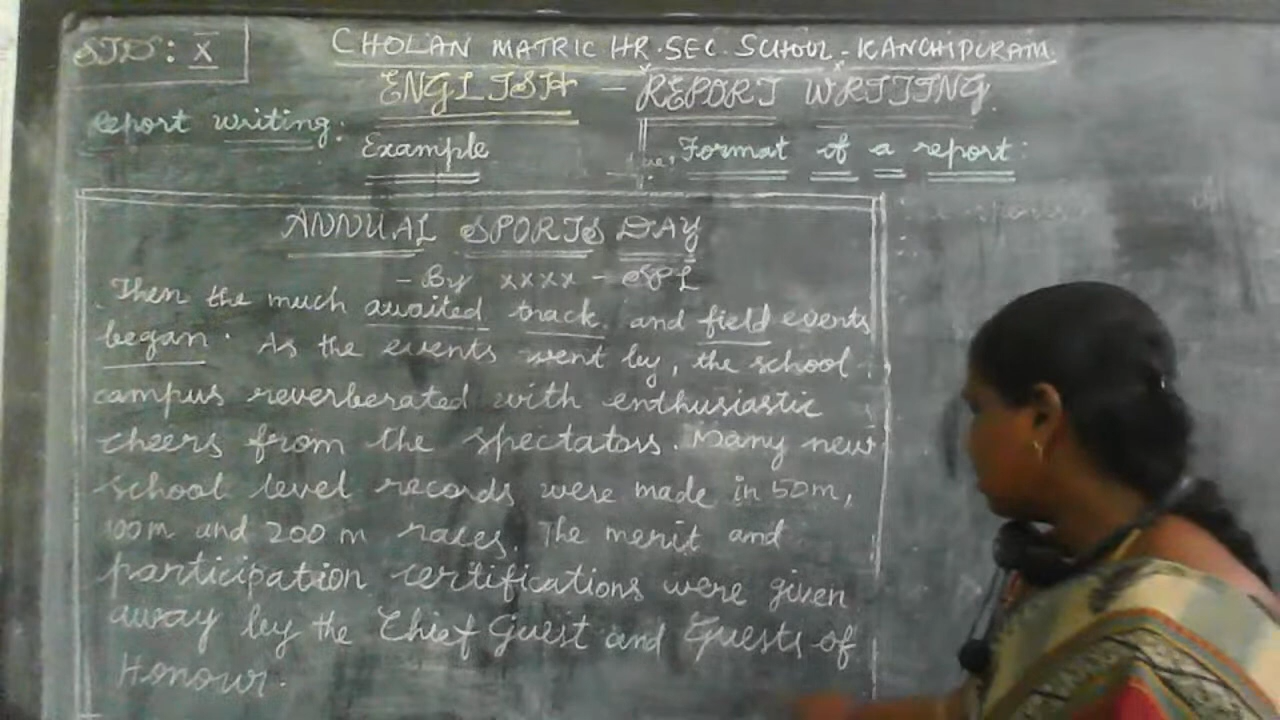 STD: X
CHOLAN MATRIC HR.SEC.SCHOOL-KANCHIPURAM.
ENGLISH - REPORT WRITING
Report writing:
Example
Format of a report:
ANNUAL SPORTS DAY
- By xxxx - SPL
Then the much awaited track and field events
began. As the events went by, the school
campus reverberated with enthusiastic
cheers from the spectators. Many new
school level records were made in 50m,
100m and 200m races. The merit and
participation certifications were given
away by the Chief Guest and Guests of
Honour.